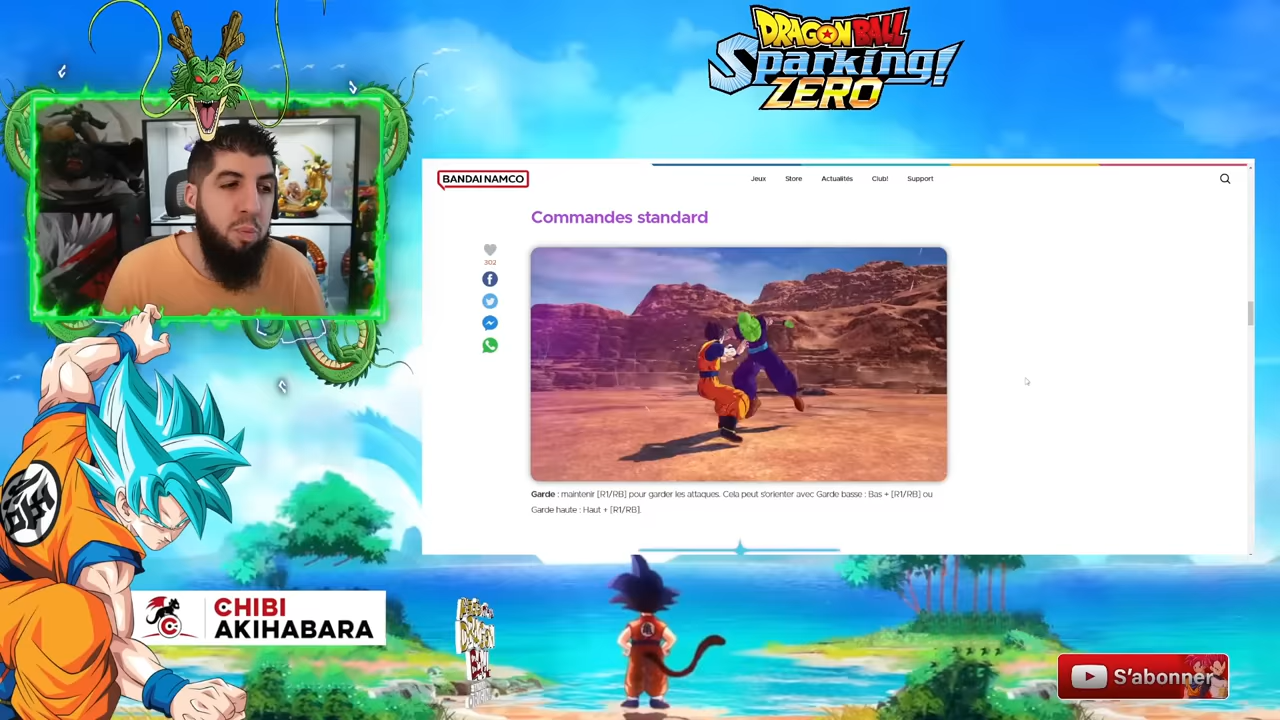 DRAGON BALL
Sparking!
ZERO
BANDAI NAMCO
Jeux
Store
Actualités
Club!
Support
Commandes standard
302
Garde : maintenir [R1/RB] pour garder les attaques. Cela peut s'orienter avec Garde basse : Bas + [R1/RB] ou
Garde haute : Haut + [R1/RB].
CHIBI
AKIHABARA
S'abonner